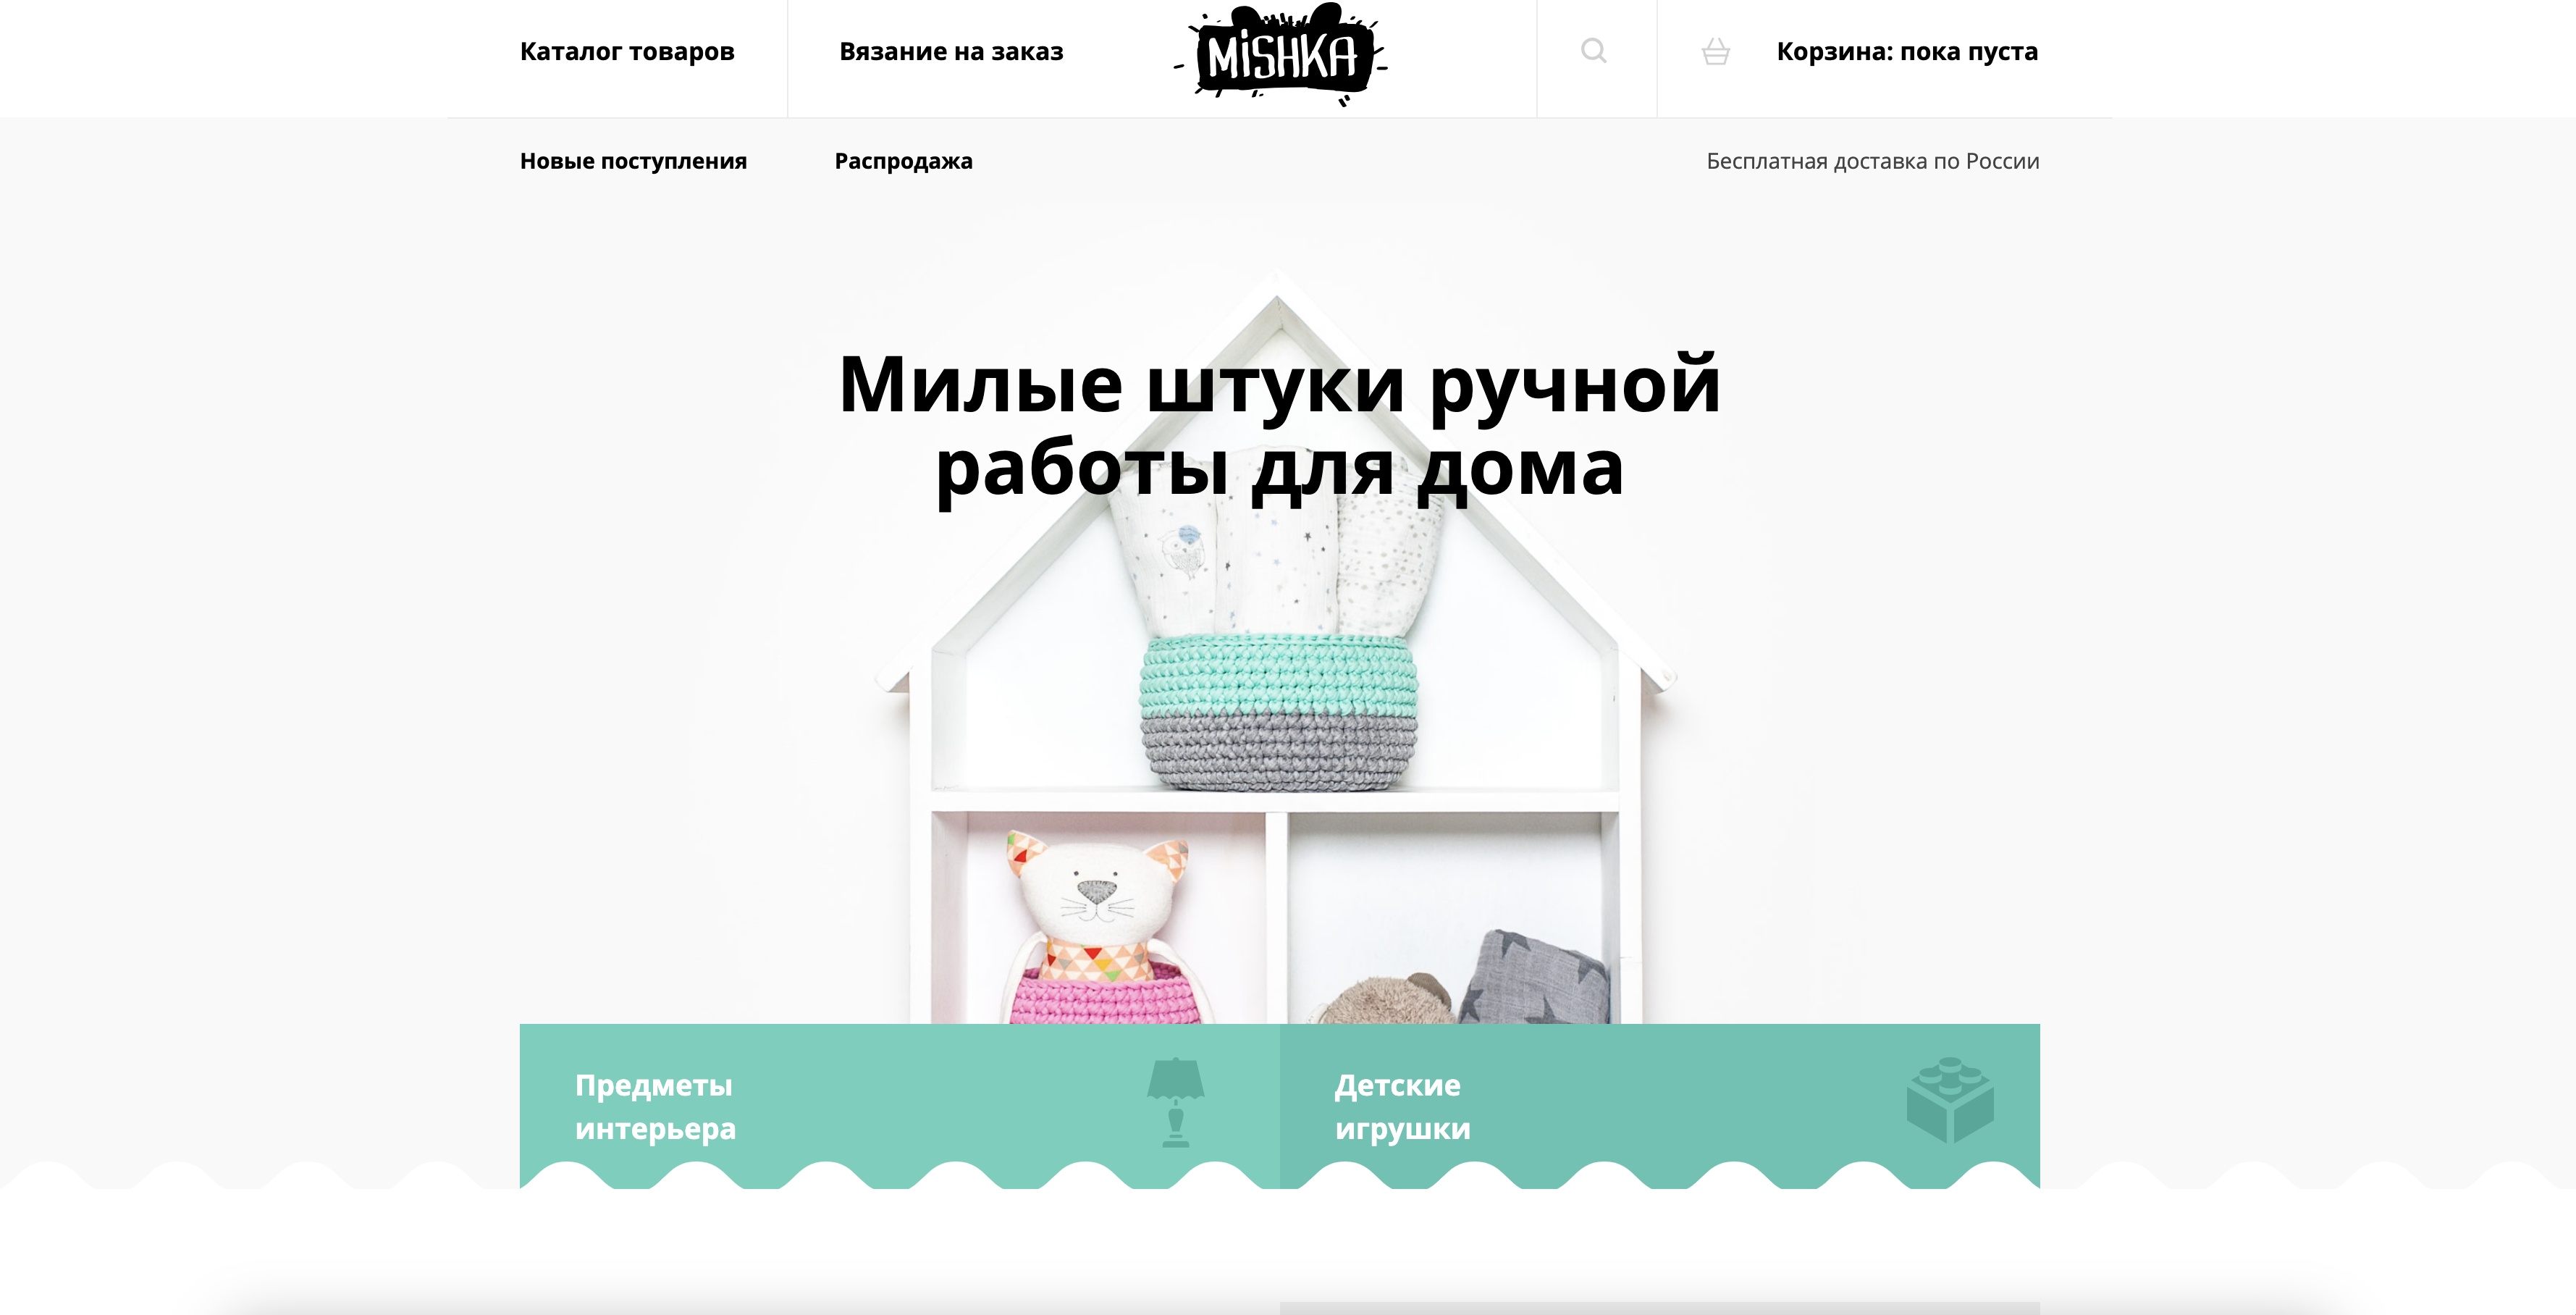 Каталог товаров
Вязание на заказ
MiSHKA
Корзина: пока пуста
Новые поступления
Распродажа
Бесплатная доставка по России
Милые штуки ручной
работы для дома
Предметы
интерьера
Детские
игрушки